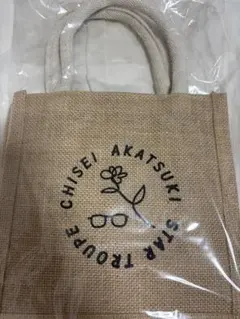 CHISEI AKATSUKI STAR TROUPE